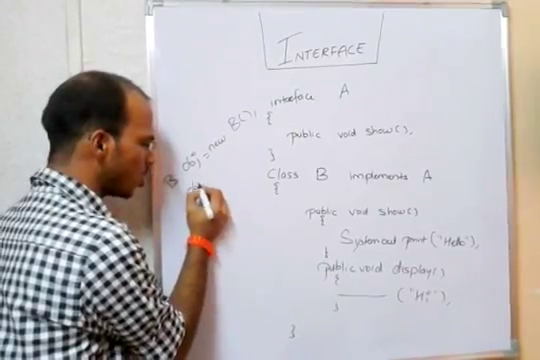 INTERFACE
interface A
{
public void show();
}
Class B implements A
{
public void show()
{
System.out.print("Hello");
}
public void display()
{
("Hi");
}
}
B obj = new B();